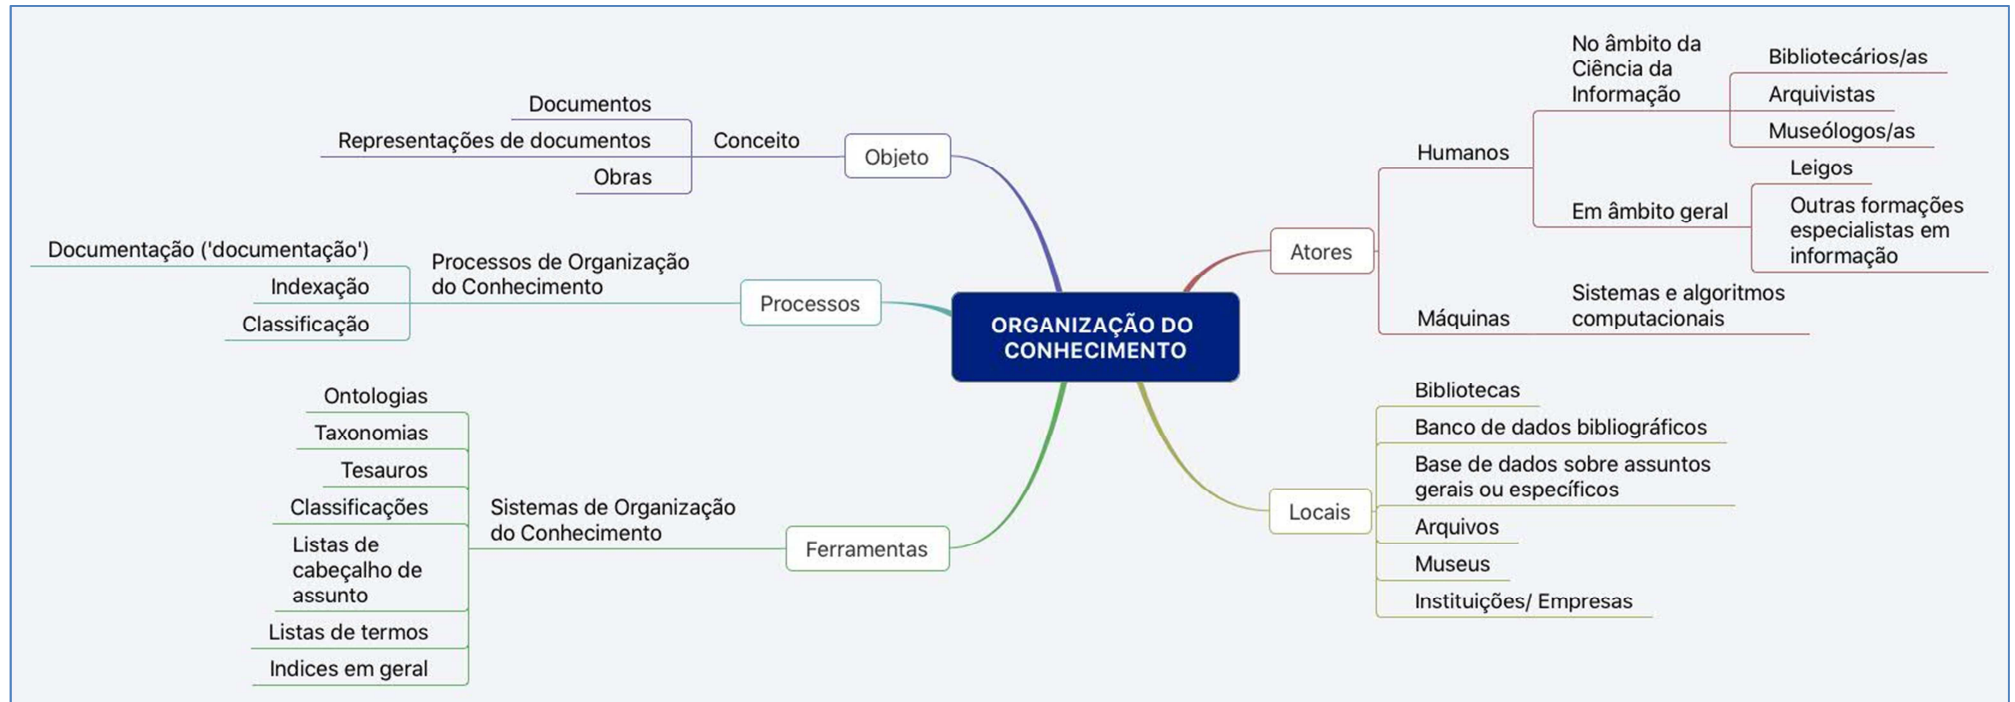 ORGANIZAÇÃO DO
CONHECIMENTO
Objeto
Conceito
Documentos
Representações de documentos
Obras
Processos
Processos de Organização
do Conhecimento
Documentação ('documentação')
Indexação
Classificação
Ferramentas
Sistemas de Organização
do Conhecimento
Ontologias
Taxonomias
Tesauros
Classificações
Listas de
cabeçalho de
assunto
Listas de termos
Indices em geral
Atores
Humanos
No âmbito da
Ciência da
Informação
Bibliotecários/as
Arquivistas
Museólogos/as
Em âmbito geral
Leigos
Outras formações
especialistas em
informação
Máquinas
Sistemas e algoritmos
computacionais
Locais
Bibliotecas
Banco de dados bibliográficos
Base de dados sobre assuntos
gerais ou específicos
Arquivos
Museus
Instituições/ Empresas